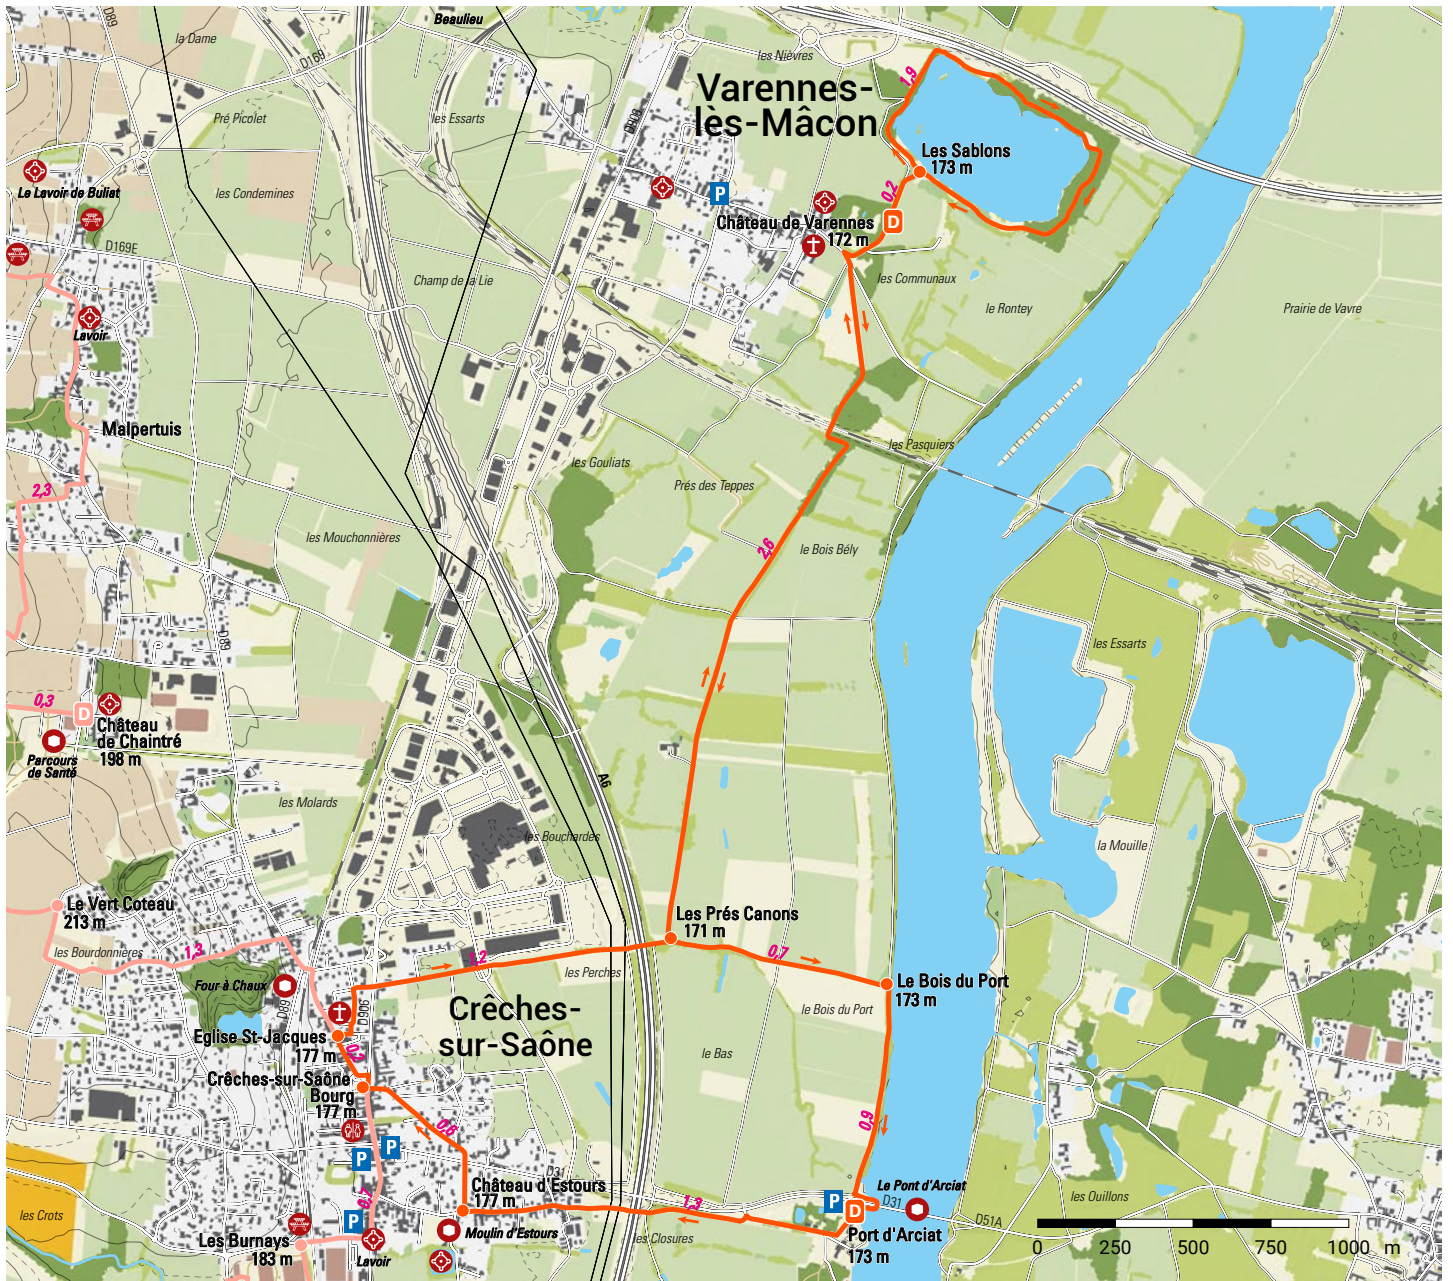 D89
la Dame
Beaulieu
D169
les Nièvres
Pré Picolet
les Essarts
D906
Varennes-
lès-Mâcon
1,9
Les Sablons
173 m
Le Lavoir de Buliat
les Condemines
P
0,2
D
D169E
Château de Varennes
172 m
Champ de la Lie
les Communaux
le Rontey
Prairie de Vavre
Lavoir
Malpertuis
les Pasquiers
les Gouliats
Prés des Teppes
2,3
les Mouchonnières
2,6
le Bois Bély
D89
les Essarts
0,3
D
Château
de Chaintré
198 m
Parcours
de Santé
A6
les Molards
les Bouchardes
la Mouille
Le Vert Coteau
213 m
Les Prés Canons
171 m
les Bourdonnières
1,3
1,2
0,7
les Perches
Le Bois du Port
173 m
Four à Chaux
D89
D906
Crêches-
sur-Saône
le Bois du Port
Eglise St-Jacques
177 m
le Bas
Crêches-sur-Saône
Bourg
177 m
0,6
0,9
P
P
D31
Château d'Estours
177 m
1,3
Le Pont d'Arciat
P
D
D31
les Ouillons
les Crots
P
D51A
Les Burnays
183 m
Moulin d'Estours
les Closures
Port d'Arciat
173 m
Lavoir
0 250 500 750 1000 m